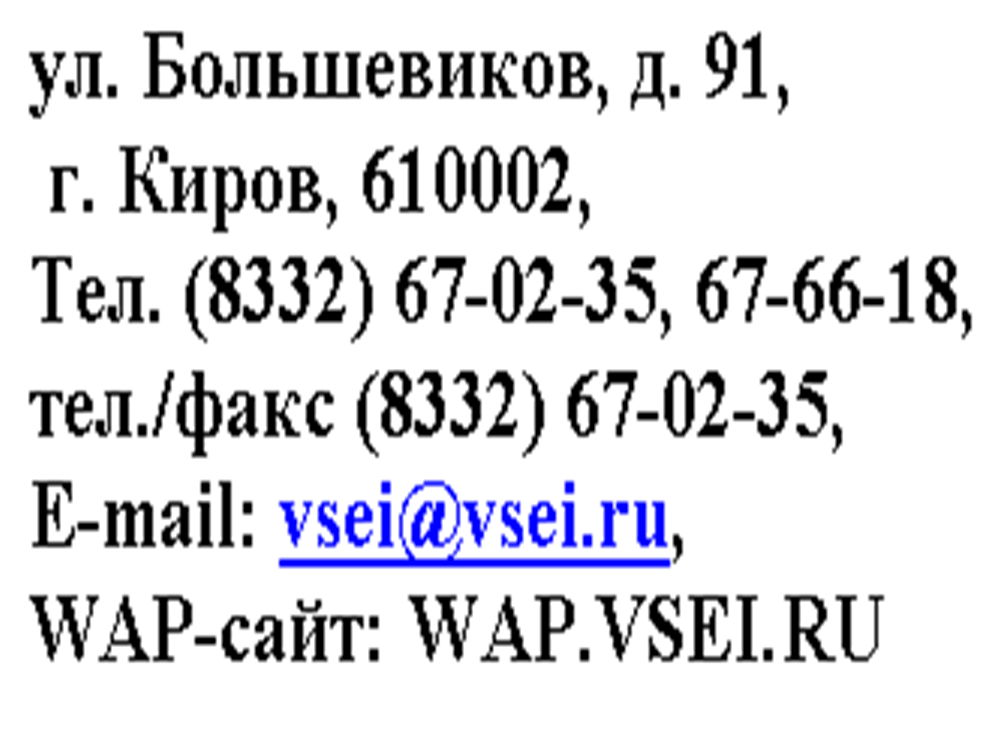 ул. Большевиков, д. 91,
г. Киров, 610002,
Тел. (8332) 67-02-35, 67-66-18,
тел./факс (8332) 67-02-35,
E-mail: vsei@vsei.ru,
WAP-сайт: WAP.VSEI.RU